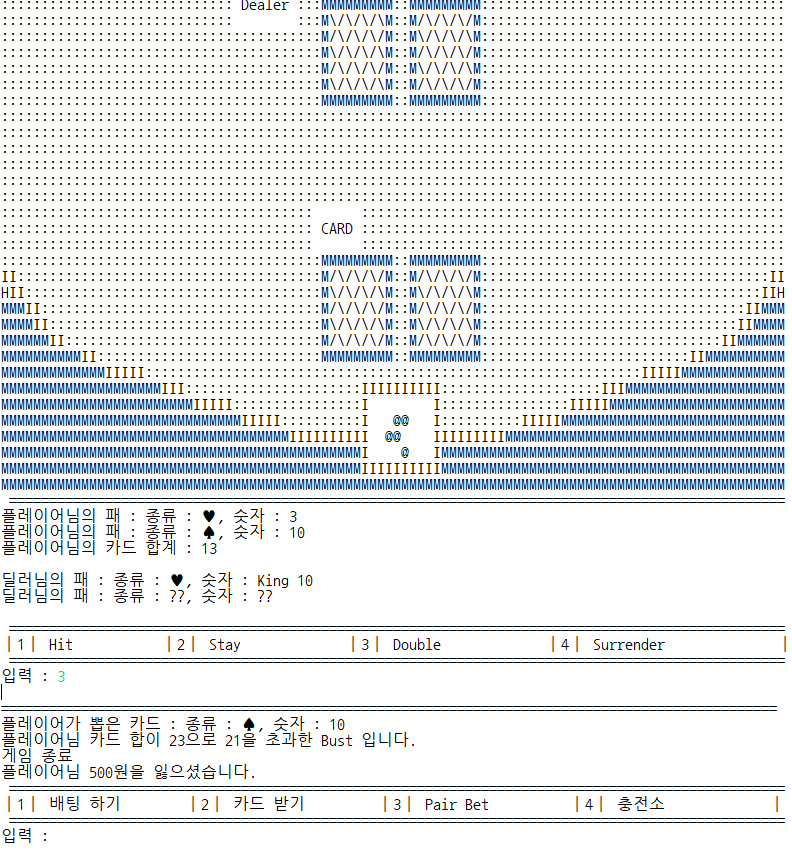 Dealer
CARD
플레이어님의 패 : 종류 : ♥, 숫자 : 3
플레이어님의 패 : 종류 : ♠, 숫자 : 10
플레이어님의 카드 합계 : 13
딜러님의 패 : 종류 : ♥, 숫자 : King 10
딜러님의 패 : 종류 : ??, 숫자 : ??
|1| Hit |2| Stay |3| Double |4| Surrender |
입력 : 3
플레이어가 뽑은 카드 : 종류 : ♠, 숫자 : 10
플레이어님 카드 합이 23으로 21을 초과한 Bust 입니다.
게임 종료
플레이어님 500원을 잃으셨습니다.
|1| 배팅 하기 |2| 카드 받기 |3| Pair Bet |4| 충전소 |
입력 :